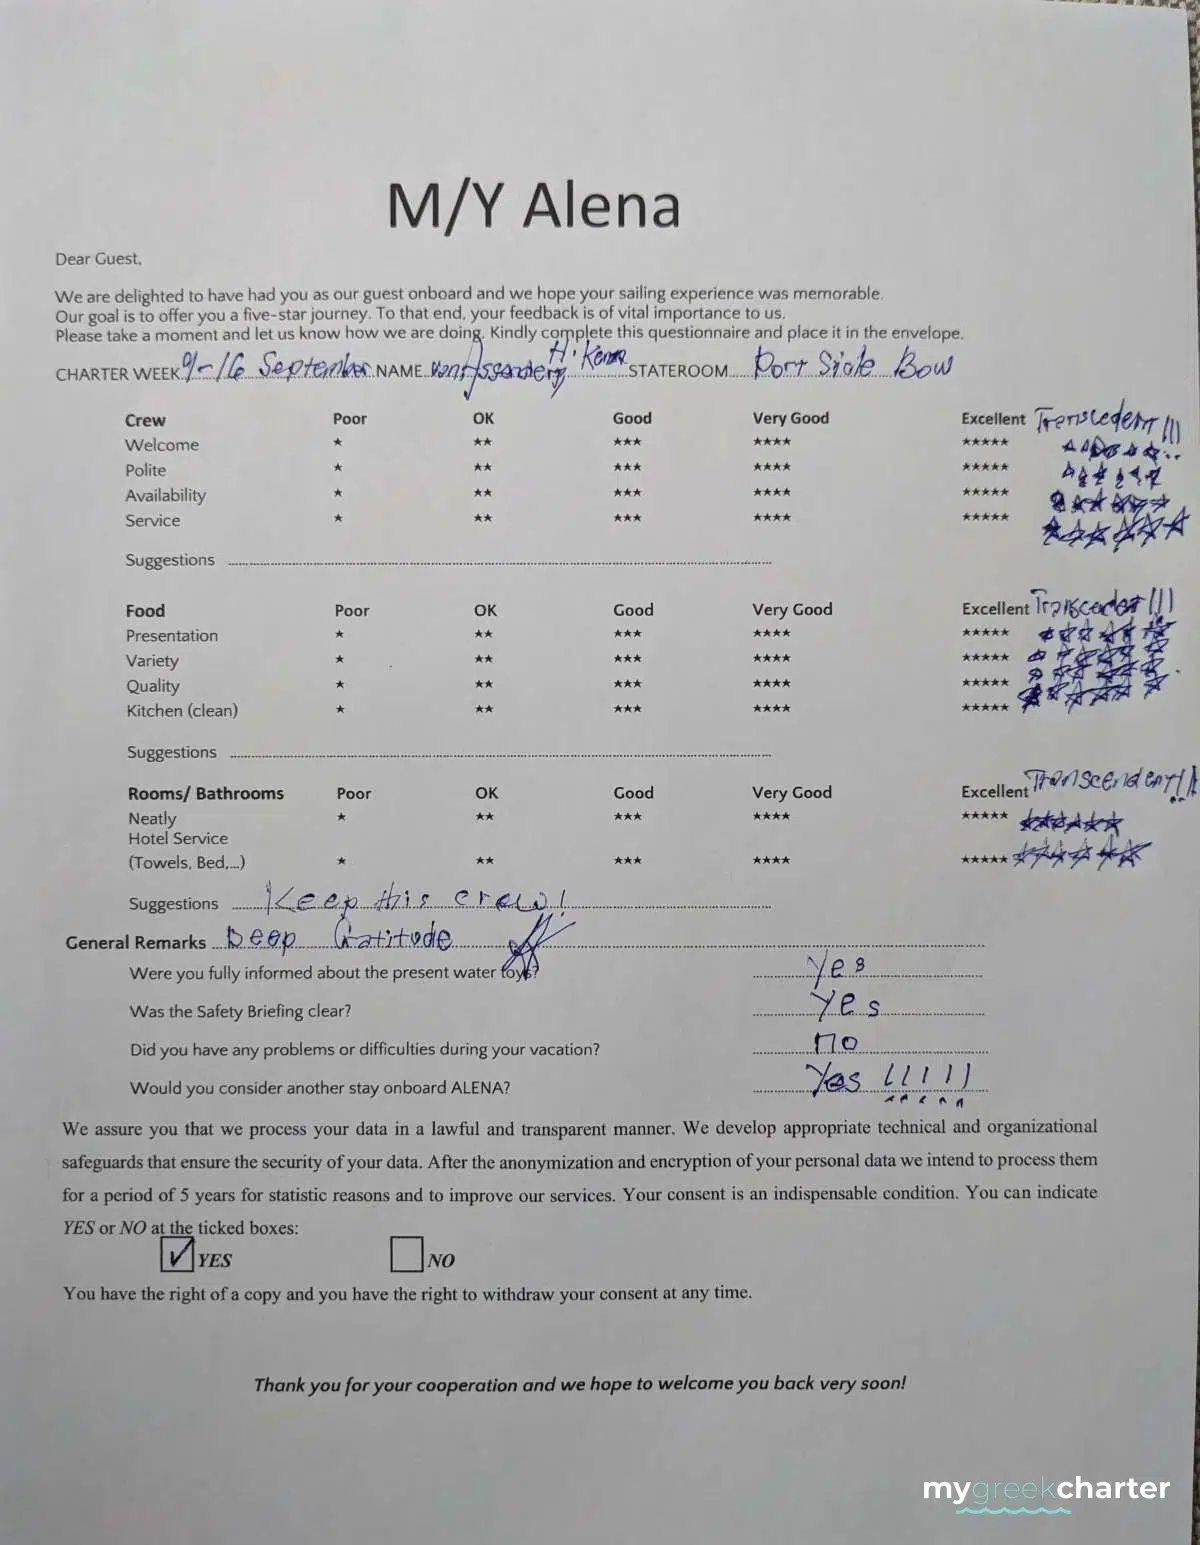 M/Y Alena
Dear Guest,
We are delighted to have had you as our guest onboard and we hope your sailing experience was memorable.
Our goal is to offer you a five-star journey. To that end, your feedback is of vital importance to us.
Please take a moment and let us know how we are doing. Kindly complete this questionnaire and place it in the envelope.
CHARTER WEEK 9-16 September NAME STATEROOM Port Side Bow
Crew Poor OK Good Very Good Excellent Transcedent!!!
Welcome ★ ★★ ★★★ ★★★★ ★★★★★
Polite ★ ★★ ★★★ ★★★★ ★★★★★
Availability ★ ★★ ★★★ ★★★★ ★★★★★
Service ★ ★★ ★★★ ★★★★ ★★★★★
Suggestions
Food Poor OK Good Very Good Excellent
Presentation ★ ★★ ★★★ ★★★★ ★★★★★
Variety ★ ★★ ★★★ ★★★★ ★★★★★
Quality ★ ★★ ★★★ ★★★★ ★★★★★
Kitchen (clean) ★ ★★ ★★★ ★★★★ ★★★★★
Suggestions
Rooms/ Bathrooms Poor OK Good Very Good Excellent Transcendent!!!
Neatly ★ ★★ ★★★ ★★★★ ★★★★★
Hotel Service
(Towels, Bed,...) ★ ★★ ★★★ ★★★★ ★★★★★
Suggestions Keep this crew!
General Remarks Deep Gratitude
Were you fully informed about the present water toys? Yes
Was the Safety Briefing clear? Yes
Did you have any problems or difficulties during your vacation? no
Would you consider another stay onboard ALENA? Yes !!!!!
We assure you that we process your data in a lawful and transparent manner. We develop appropriate technical and organizational
safeguards that ensure the security of your data. After the anonymization and encryption of your personal data we intend to process them
for a period of 5 years for statistic reasons and to improve our services. Your consent is an indispensable condition. You can indicate
YES or NO at the ticked boxes:
YES NO
You have the right of a copy and you have the right to withdraw your consent at any time.
Thank you for your cooperation and we hope to welcome you back very soon!
mygreekcharter